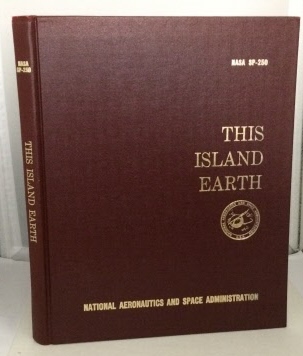 NASA
SP-250
THIS ISLAND EARTH
NASA SP-250
THIS
ISLAND
EARTH
NATIONAL AERONAUTICS AND SPACE ADMINISTRATION